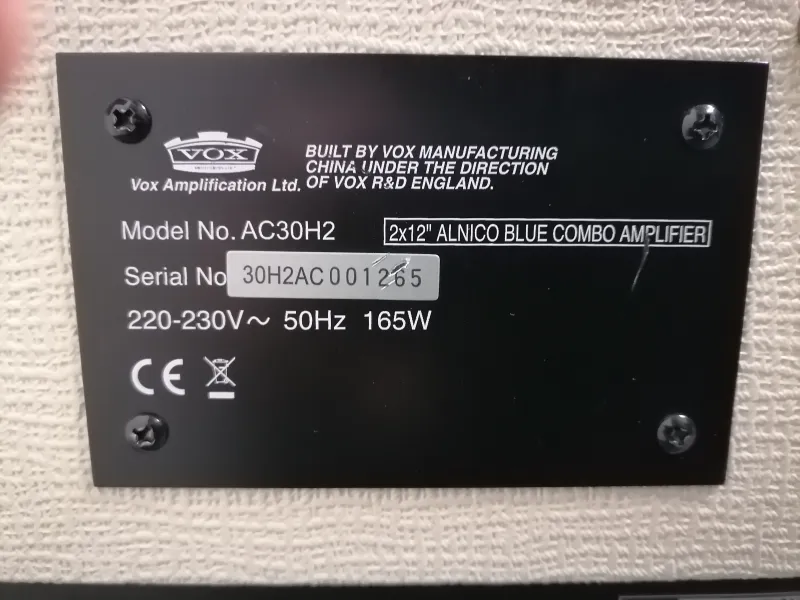 VOX
BUILT BY VOX MANUFACTURING
CHINA UNDER THE DIRECTION
Vox Amplification Ltd. OF VOX R&D ENGLAND.
Model No. AC30H2 2x12" ALNICO BLUE COMBO AMPLIFIER
Serial No 30H2AC001265
220-230V~ 50Hz 165W
CE